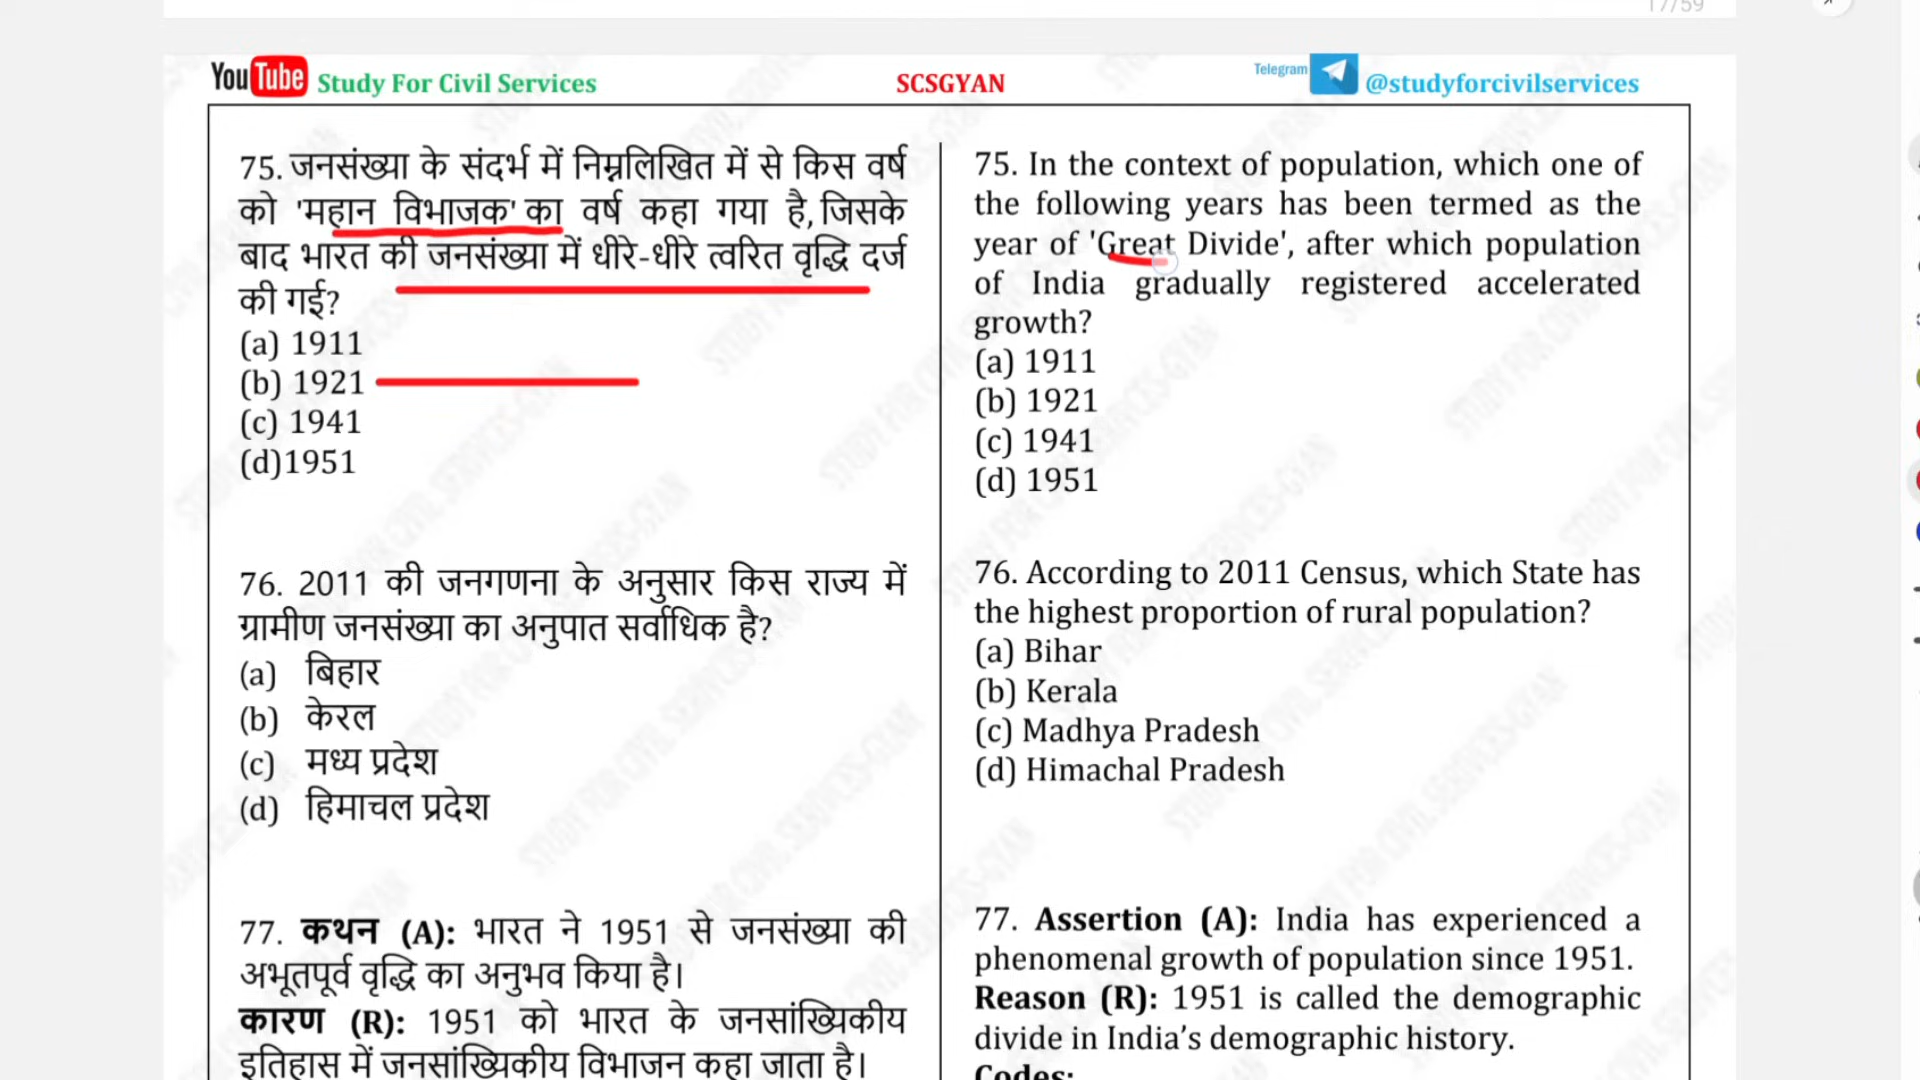 17/59
YouTube Study For Civil Services
SCSGYAN
Telegram @studyforcivilservices
75. जनसंख्या के संदर्भ में निम्नलिखित में से किस वर्ष
को 'महान विभाजक' का वर्ष कहा गया है, जिसके
बाद भारत की जनसंख्या में धीरे-धीरे त्वरित वृद्धि दर्ज
की गई?
(a) 1911
(b) 1921
(c) 1941
(d)1951
76. 2011 की जनगणना के अनुसार किस राज्य में
ग्रामीण जनसंख्या का अनुपात सर्वाधिक है?
(a) बिहार
(b) केरल
(c) मध्य प्रदेश
(d) हिमाचल प्रदेश
77. कथन (A): भारत ने 1951 से जनसंख्या की
अभूतपूर्व वृद्धि का अनुभव किया है।
कारण (R): 1951 को भारत के जनसांख्यिकीय
इतिहास में जनसांख्यिकीय विभाजन कहा जाता है।
75. In the context of population, which one of
the following years has been termed as the
year of 'Great Divide', after which population
of India gradually registered accelerated
growth?
(a) 1911
(b) 1921
(c) 1941
(d) 1951
76. According to 2011 Census, which State has
the highest proportion of rural population?
(a) Bihar
(b) Kerala
(c) Madhya Pradesh
(d) Himachal Pradesh
77. Assertion (A): India has experienced a
phenomenal growth of population since 1951.
Reason (R): 1951 is called the demographic
divide in India’s demographic history.
Codes: